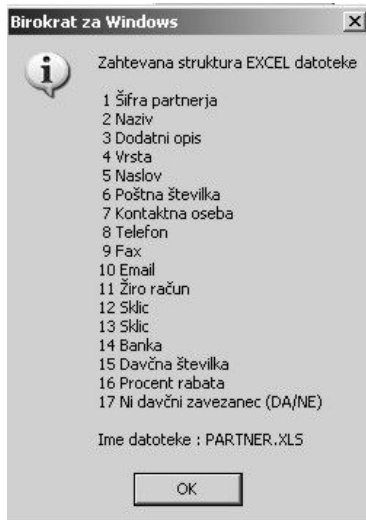 Birokrat za Windows
Zahtevana struktura EXCEL datoteke
1 Šifra partnerja
2 Naziv
3 Dodatni opis
4 Vrsta
5 Naslov
6 Poštna številka
7 Kontaktna oseba
8 Telefon
9 Fax
10 Email
11 Žiro račun
12 Sklic
13 Sklic
14 Banka
15 Davčna številka
16 Procent rabata
17 Ni davčni zavezanec (DA/NE)
Ime datoteke : PARTNER.XLS
OK